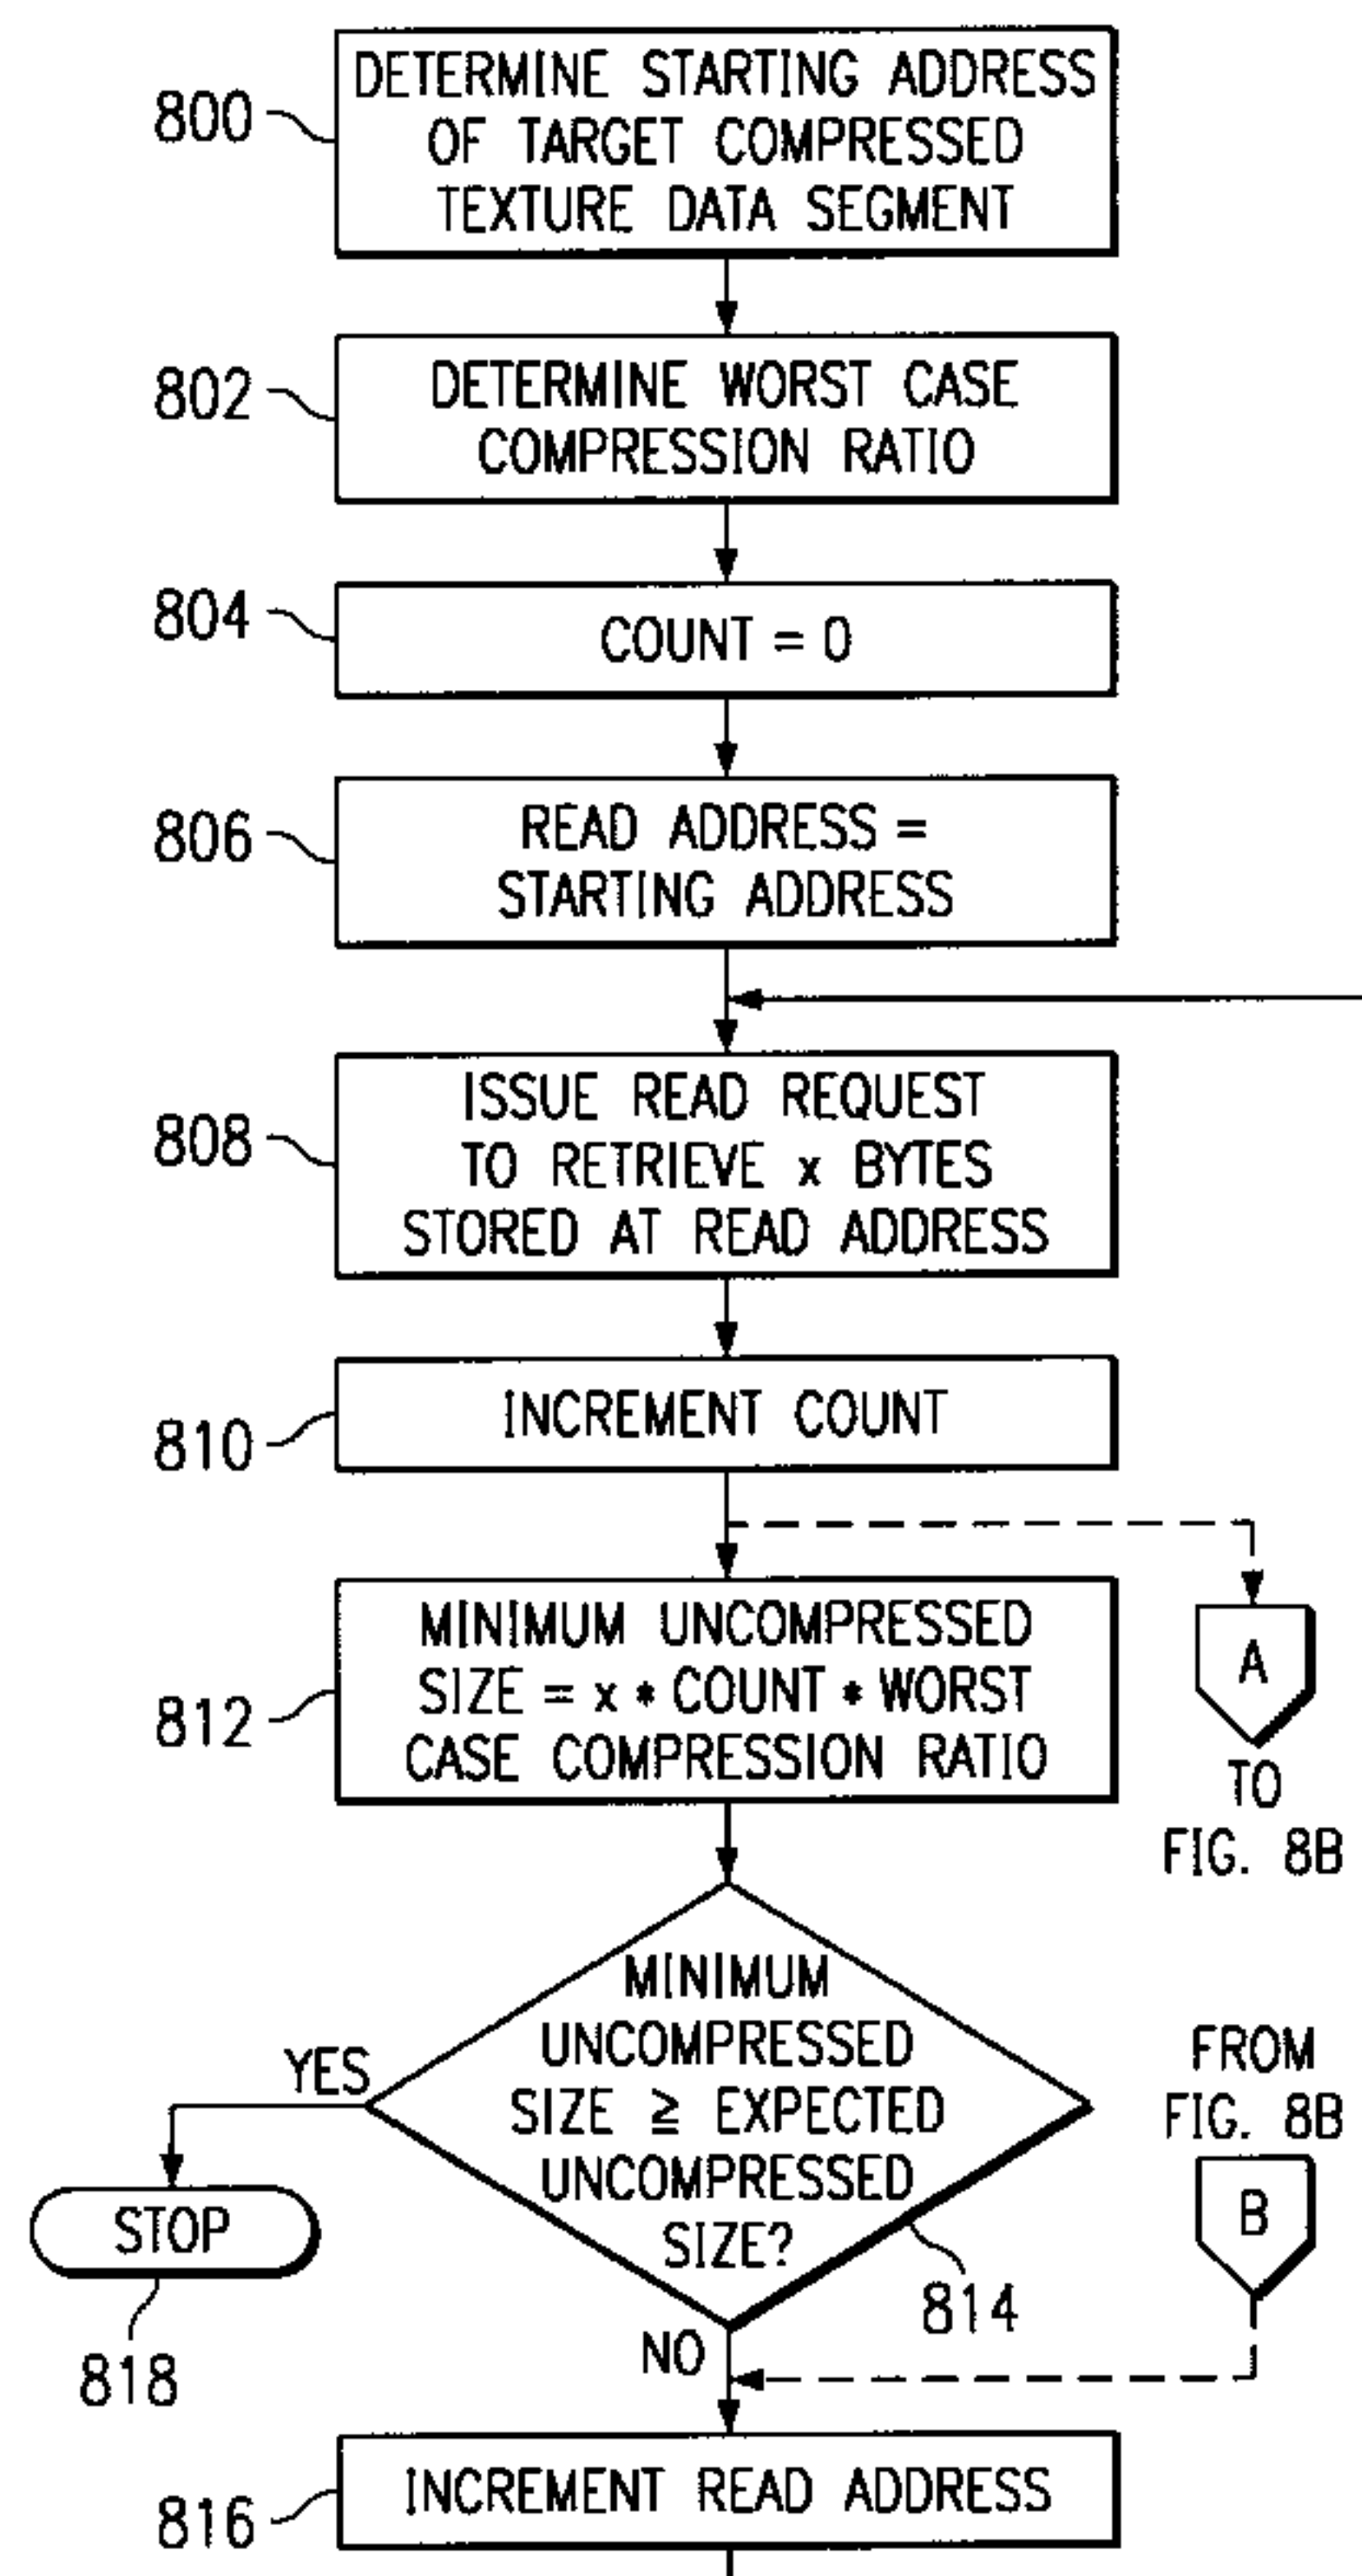 800
DETERMINE STARTING ADDRESS
OF TARGET COMPRESSED
TEXTURE DATA SEGMENT
802
DETERMINE WORST CASE
COMPRESSION RATIO
804
COUNT = 0
806
READ ADDRESS =
STARTING ADDRESS
808
ISSUE READ REQUEST
TO RETRIEVE x BYTES
STORED AT READ ADDRESS
810
INCREMENT COUNT
812
MINIMUM UNCOMPRESSED
SIZE = x * COUNT * WORST
CASE COMPRESSION RATIO
A
TO
FIG. 8B
MINIMUM
UNCOMPRESSED
SIZE ≧ EXPECTED
UNCOMPRESSED
SIZE?
814
YES
STOP
818
NO
FROM
FIG. 8B
B
816
INCREMENT READ ADDRESS